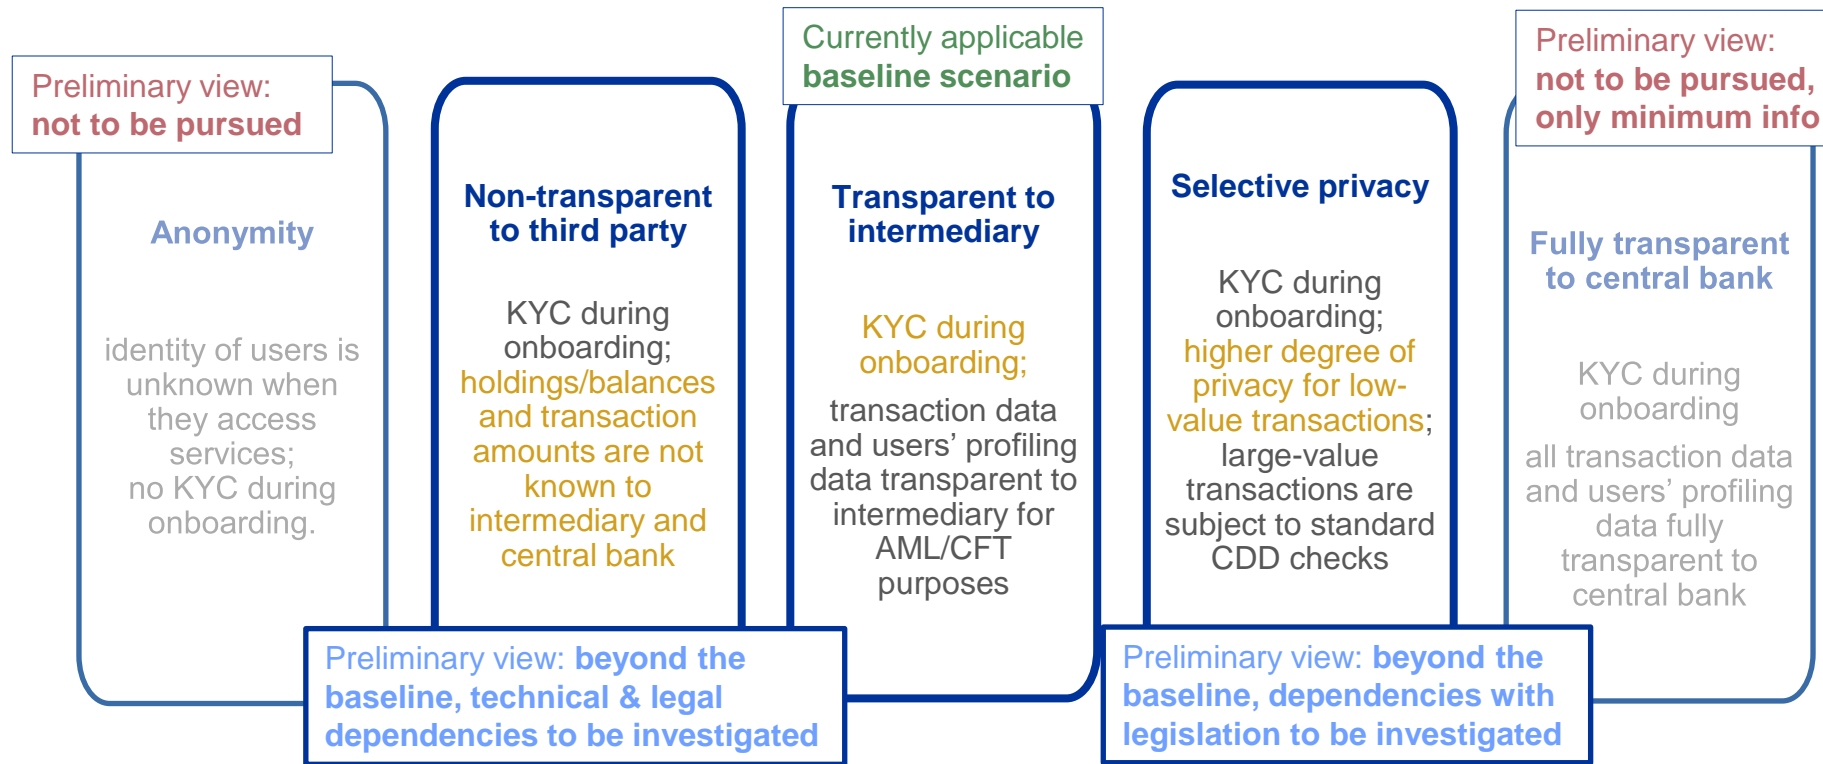 Preliminary view:
not to be pursued
Anonymity
identity of users is
unknown when
they access
services;
no KYC during
onboarding.
Non-transparent
to third party
KYC during
onboarding;
holdings/balances
and transaction
amounts are not
known to
intermediary and
central bank
Preliminary view: beyond the
baseline, technical & legal
dependencies to be investigated
Currently applicable
baseline scenario
Transparent to
intermediary
KYC during
onboarding;
transaction data
and users’ profiling
data transparent to
intermediary for
AML/CFT
purposes
Selective privacy
KYC during
onboarding;
higher degree of
privacy for low-
value transactions;
large-value
transactions are
subject to standard
CDD checks
Preliminary view: beyond the
baseline, dependencies with
legislation to be investigated
Preliminary view:
not to be pursued,
only minimum info
Fully transparent
to central bank
KYC during
onboarding
all transaction data
and users’ profiling
data fully
transparent to
central bank